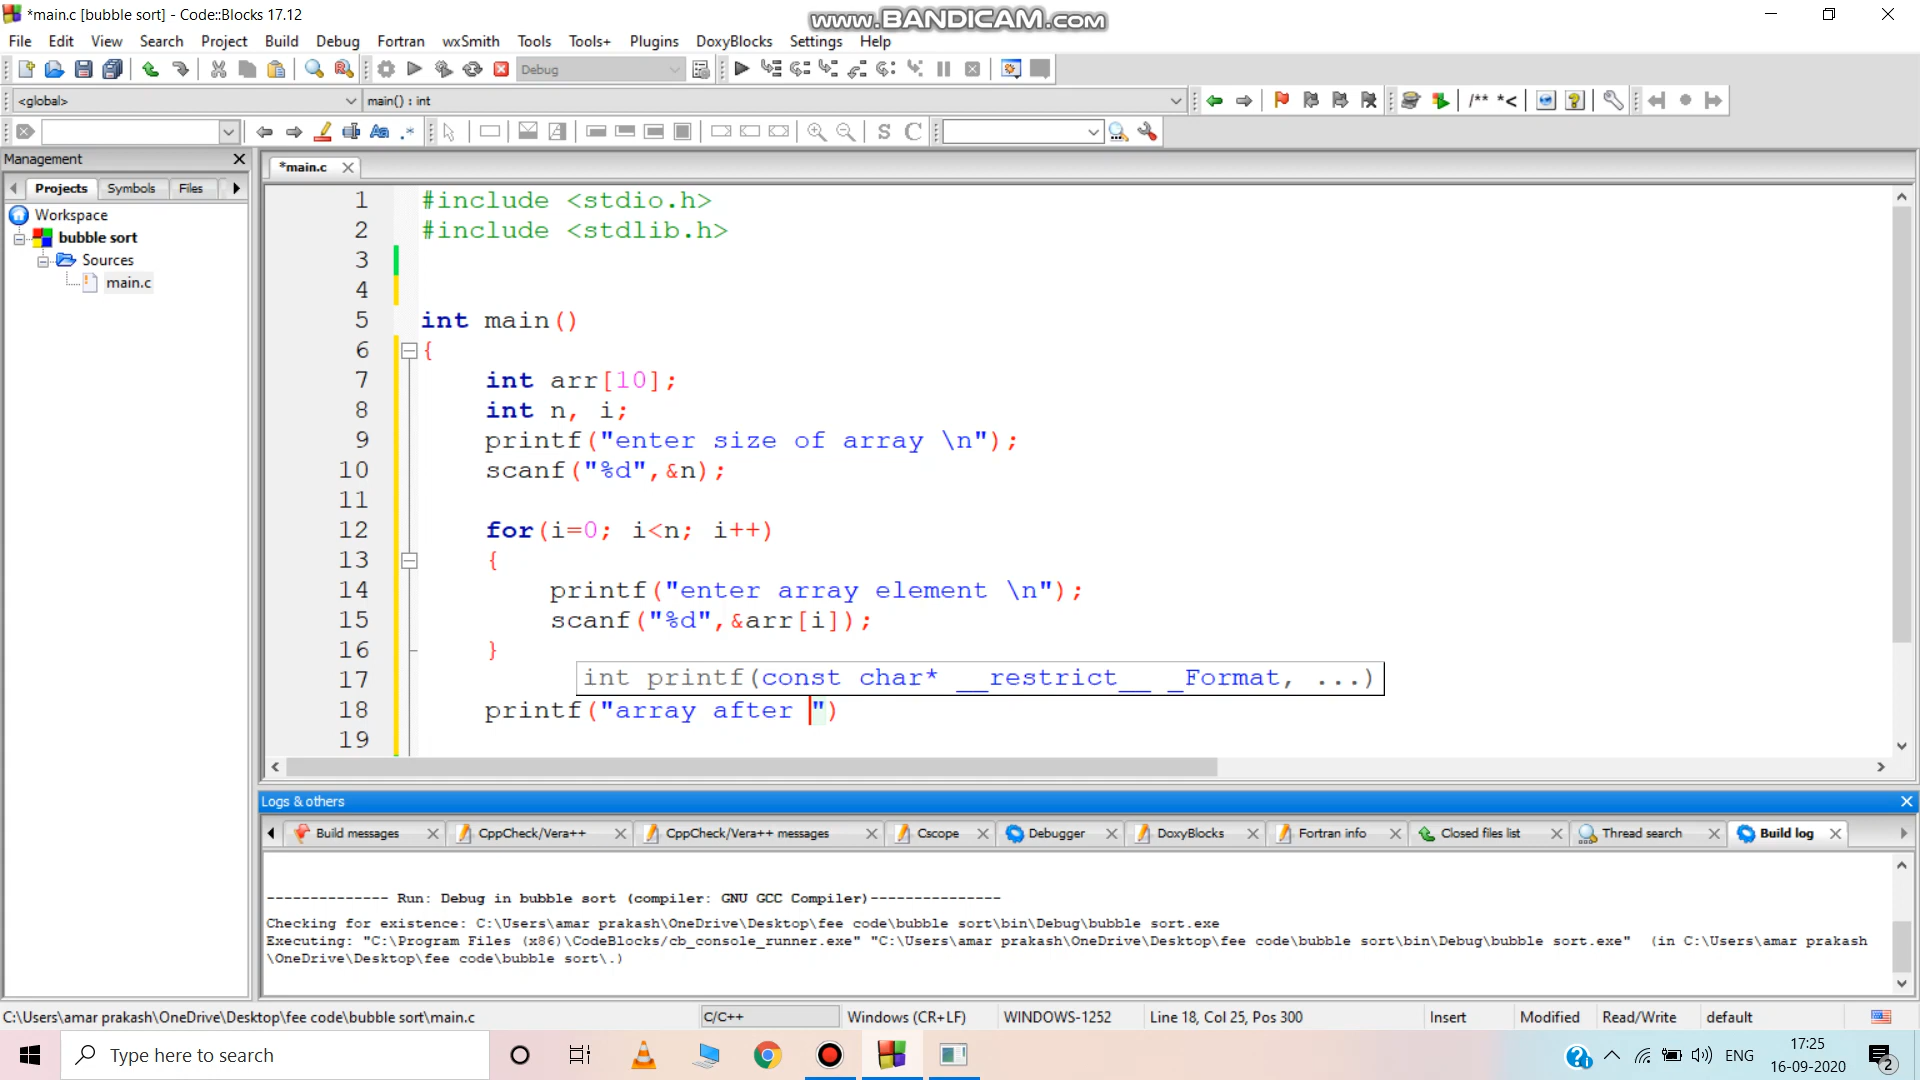 *main.c [bubble sort] - Code::Blocks 17.12
www.BANDICAM.com
File Edit View Search Project Build Debug Fortran wxSmith Tools Tools+ Plugins DoxyBlocks Settings Help
Debug
<global> main() : int
/** *<
Management
*main.c
Projects Symbols Files
Workspace
bubble sort
Sources
main.c
1 #include <stdio.h>
2 #include <stdlib.h>
3
4
5 int main()
6 {
7 int arr[10];
8 int n, i;
9 printf("enter size of array \n");
10 scanf("%d",&n);
11
12 for(i=0; i<n; i++)
13 {
14 printf("enter array element \n");
15 scanf("%d",&arr[i]);
16 }
17 int printf(const char* __restrict__ _Format, ...)
18 printf("array after ")
19
Logs & others
Build messages CppCheck/Vera++ CppCheck/Vera++ messages Cscope Debugger DoxyBlocks Fortran info Closed files list Thread search Build log
-------------- Run: Debug in bubble sort (compiler: GNU GCC Compiler)---------------
Checking for existence: C:\Users\amar prakash\OneDrive\Desktop\fee code\bubble sort\bin\Debug\bubble sort.exe
Executing: "C:\Program Files (x86)\CodeBlocks/cb_console_runner.exe" "C:\Users\amar prakash\OneDrive\Desktop\fee code\bubble sort\bin\Debug\bubble sort.exe" (in C:\Users\amar prakash
\OneDrive\Desktop\fee code\bubble sort\.)
C:\Users\amar prakash\OneDrive\Desktop\fee code\bubble sort\main.c C/C++ Windows (CR+LF) WINDOWS-1252 Line 18, Col 25, Pos 300 Insert Modified Read/Write default
Type here to search
ENG
17:25
16-09-2020
2